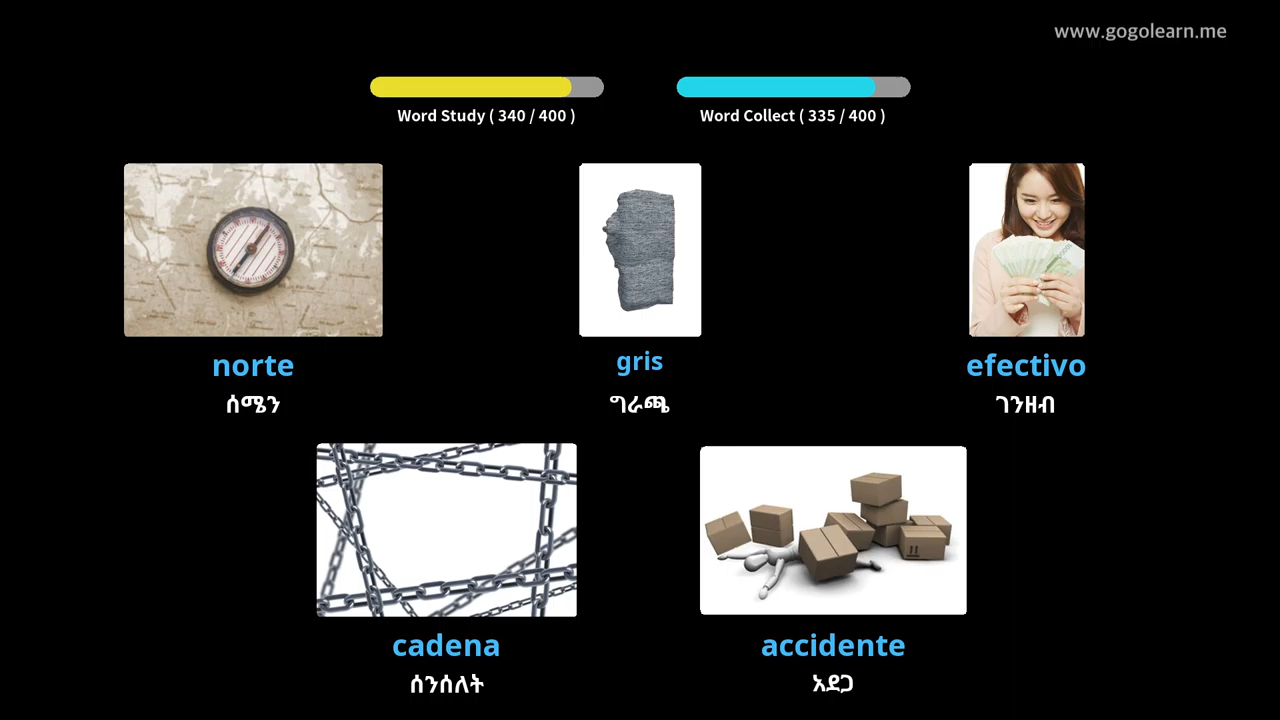 www.gogolearn.me
Word Study ( 340 / 400 )
Word Collect ( 335 / 400 )
norte
ሰሜን
gris
ግራጫ
efectivo
ገንዘብ
cadena
ሰንሰለት
accidente
አደጋ